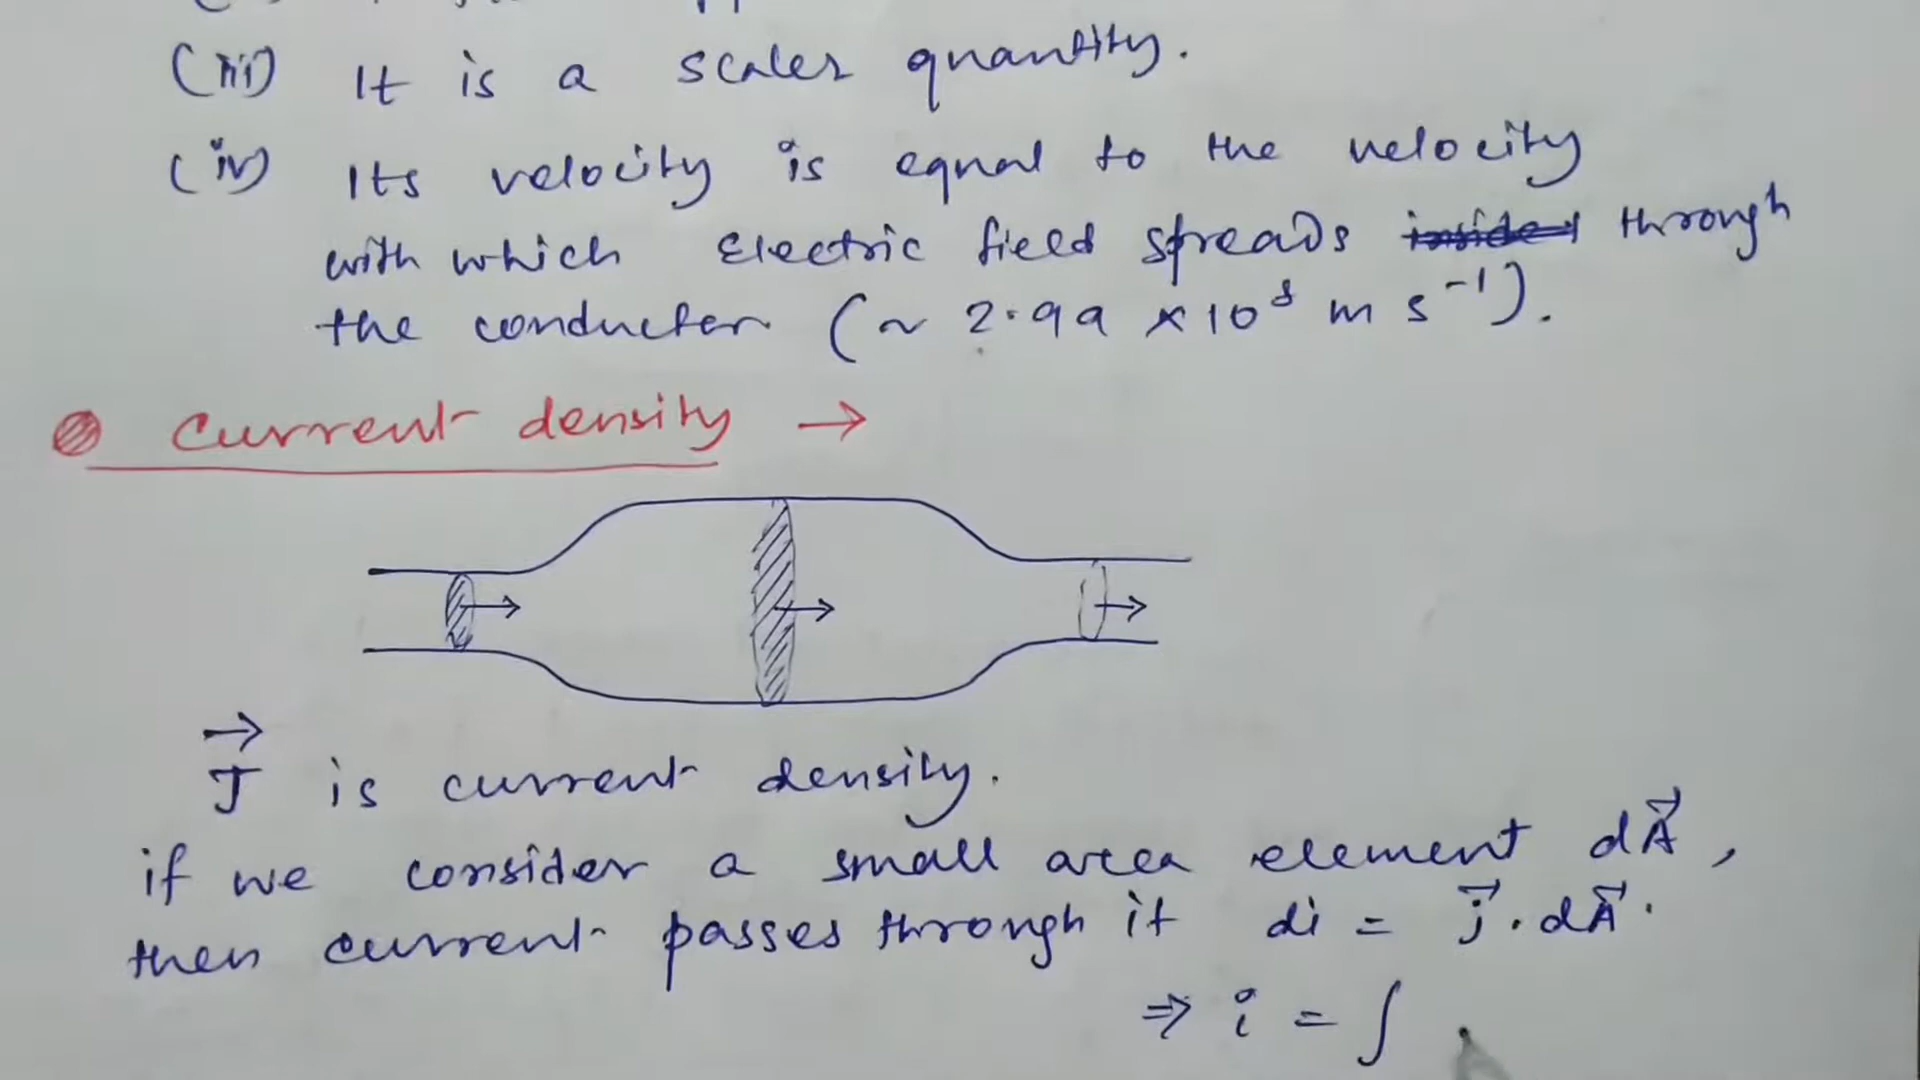 (iii) It is a scaler quantity.
(iv) Its velocity is equal to the velocity
with which Electric field spreads through
the conductor (~ 2.99 × 10⁸ m s⁻¹).
Current density →
J⃗ is current density.
if we consider a small area element dA⃗,
then current passes through it di = j⃗ . dA⃗.
⇒ i = ∫